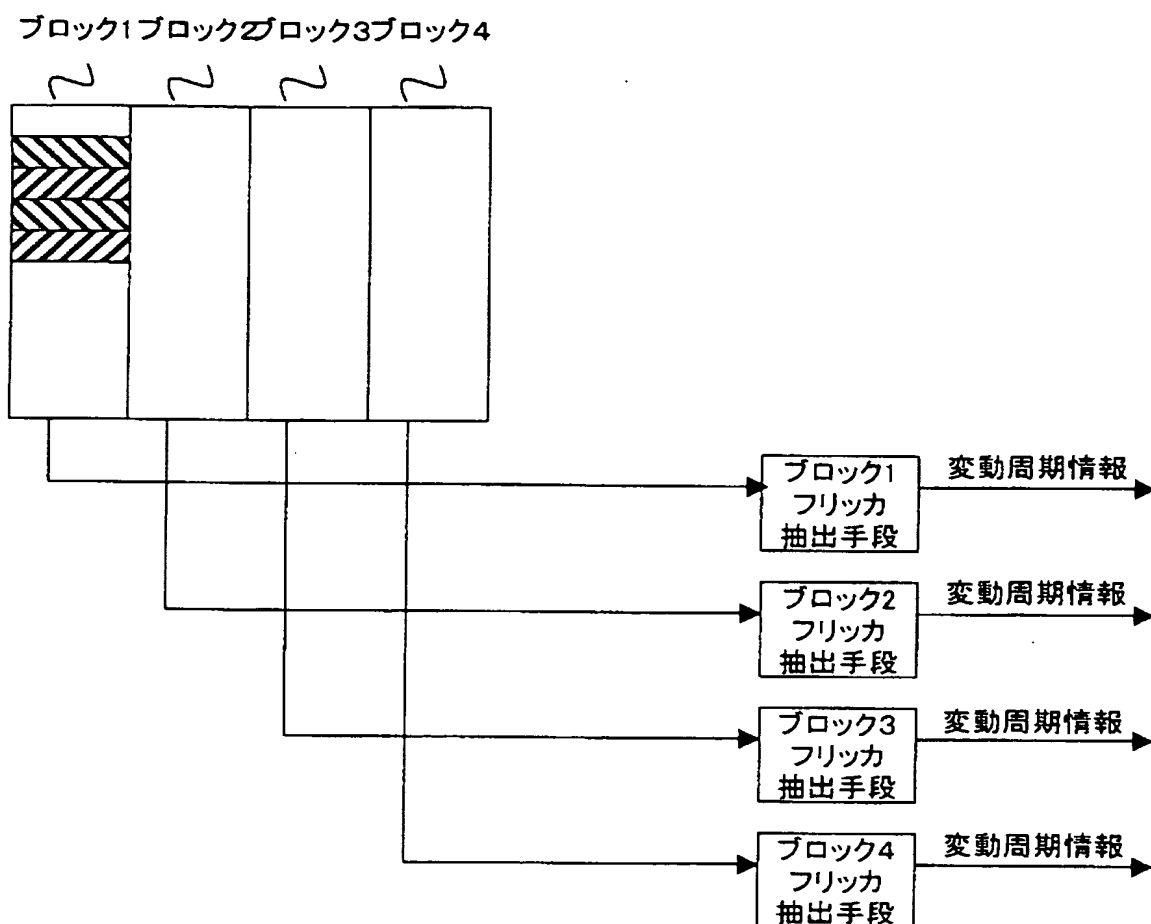 ブロック1 ブロック2 ブロック3 ブロック4
ブロック1
フリッカ
抽出手段
変動周期情報
ブロック2
フリッカ
抽出手段
変動周期情報
ブロック3
フリッカ
抽出手段
変動周期情報
ブロック4
フリッカ
抽出手段
変動周期情報